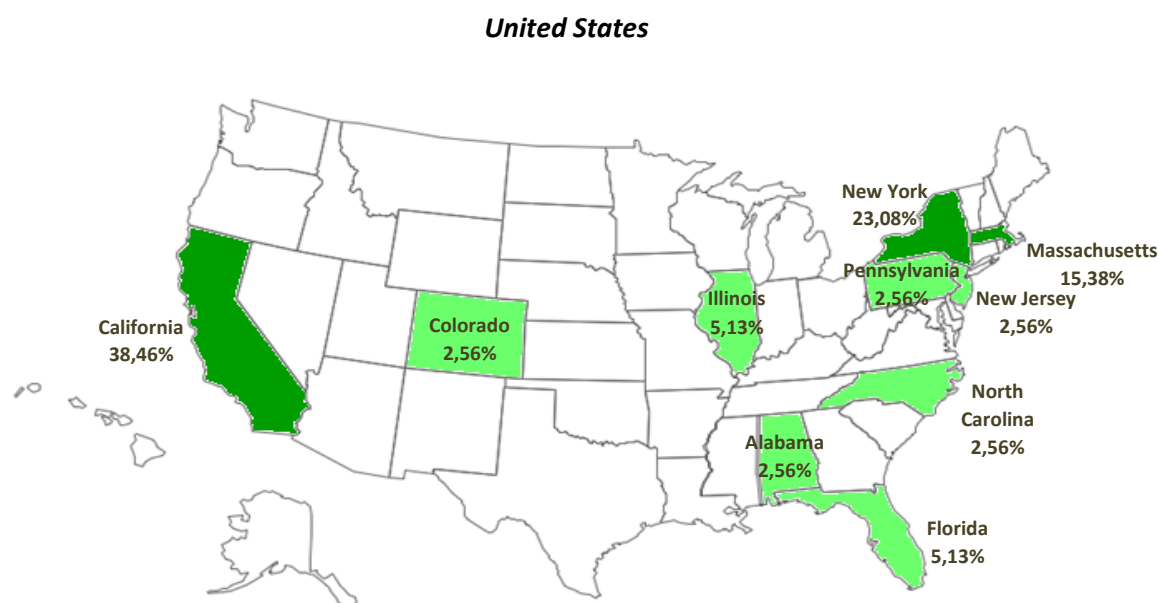 United States
New York
23,08%
Massachusetts
15,38%
Pennsylvania
2,56%
New Jersey
2,56%
Illinois
5,13%
Colorado
2,56%
California
38,46%
North
Carolina
2,56%
Alabama
2,56%
Florida
5,13%